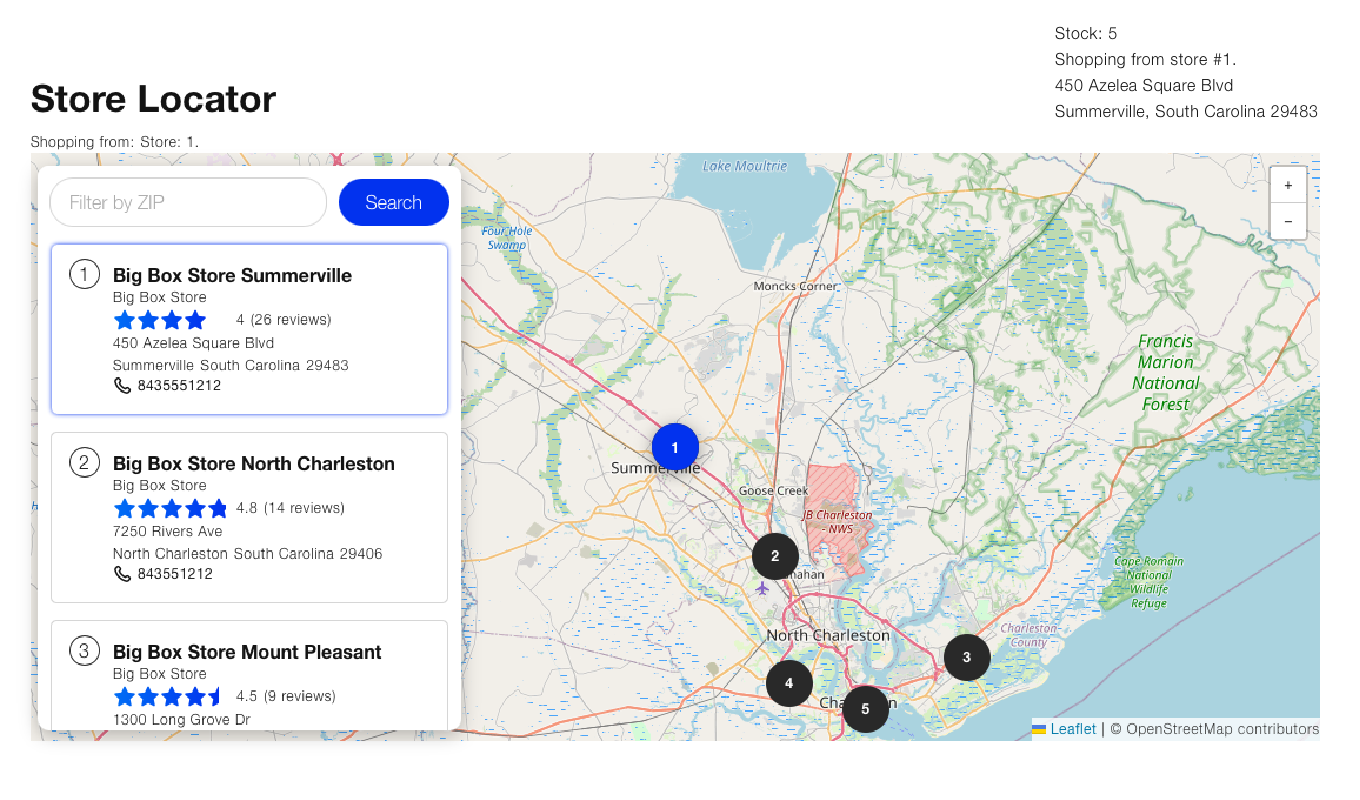 Stock: 5
Shopping from store #1.
450 Azelea Square Blvd
Summerville, South Carolina 29483
Store Locator
Shopping from: Store: 1.
Filter by ZIP
Search
1
Big Box Store Summerville
Big Box Store
4 (26 reviews)
450 Azelea Square Blvd
Summerville South Carolina 29483
8435551212
2
Big Box Store North Charleston
Big Box Store
4.8 (14 reviews)
7250 Rivers Ave
North Charleston South Carolina 29406
843551212
3
Big Box Store Mount Pleasant
Big Box Store
4.5 (9 reviews)
1300 Long Grove Dr
Lake Moultrie
+
−
Four Hole
Swamp
Moncks Corner
Francis
Marion
National
Forest
1
Goose Creek
JB Charleston
- NWS
2
Cape Romain
National
Wildlife
Refuge
North Charleston
Charleston
County
3
4
5
Leaflet | © OpenStreetMap contributors